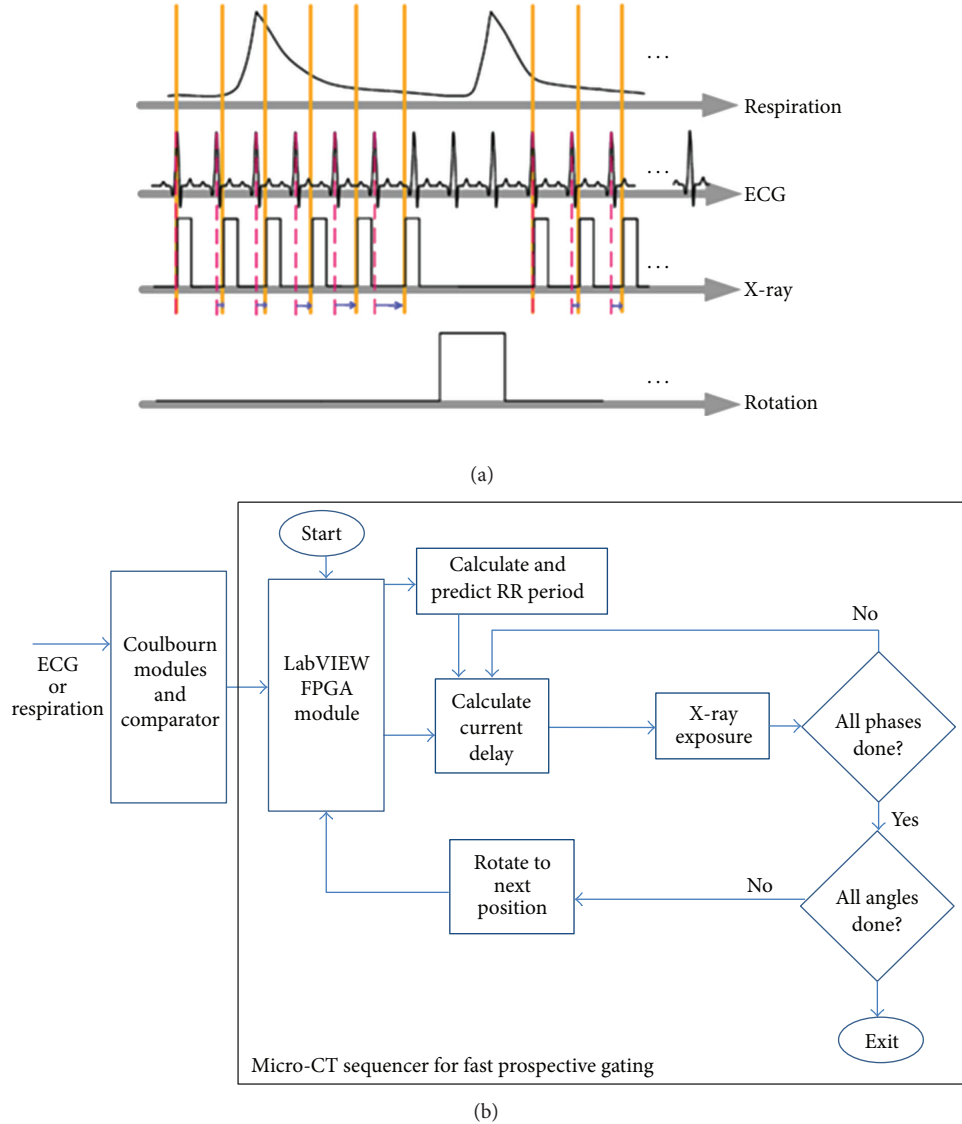 ...
Respiration
...
ECG
...
X-ray
...
Rotation
(a)
Start
Calculate and
predict RR period
No
Coulbourn
modules
and
comparator
ECG
or
respiration
LabVIEW
FPGA
module
Calculate
current
delay
X-ray
exposure
All phases
done?
Yes
Rotate to
next
position
No
All angles
done?
Exit
Micro-CT sequencer for fast prospective gating
(b)